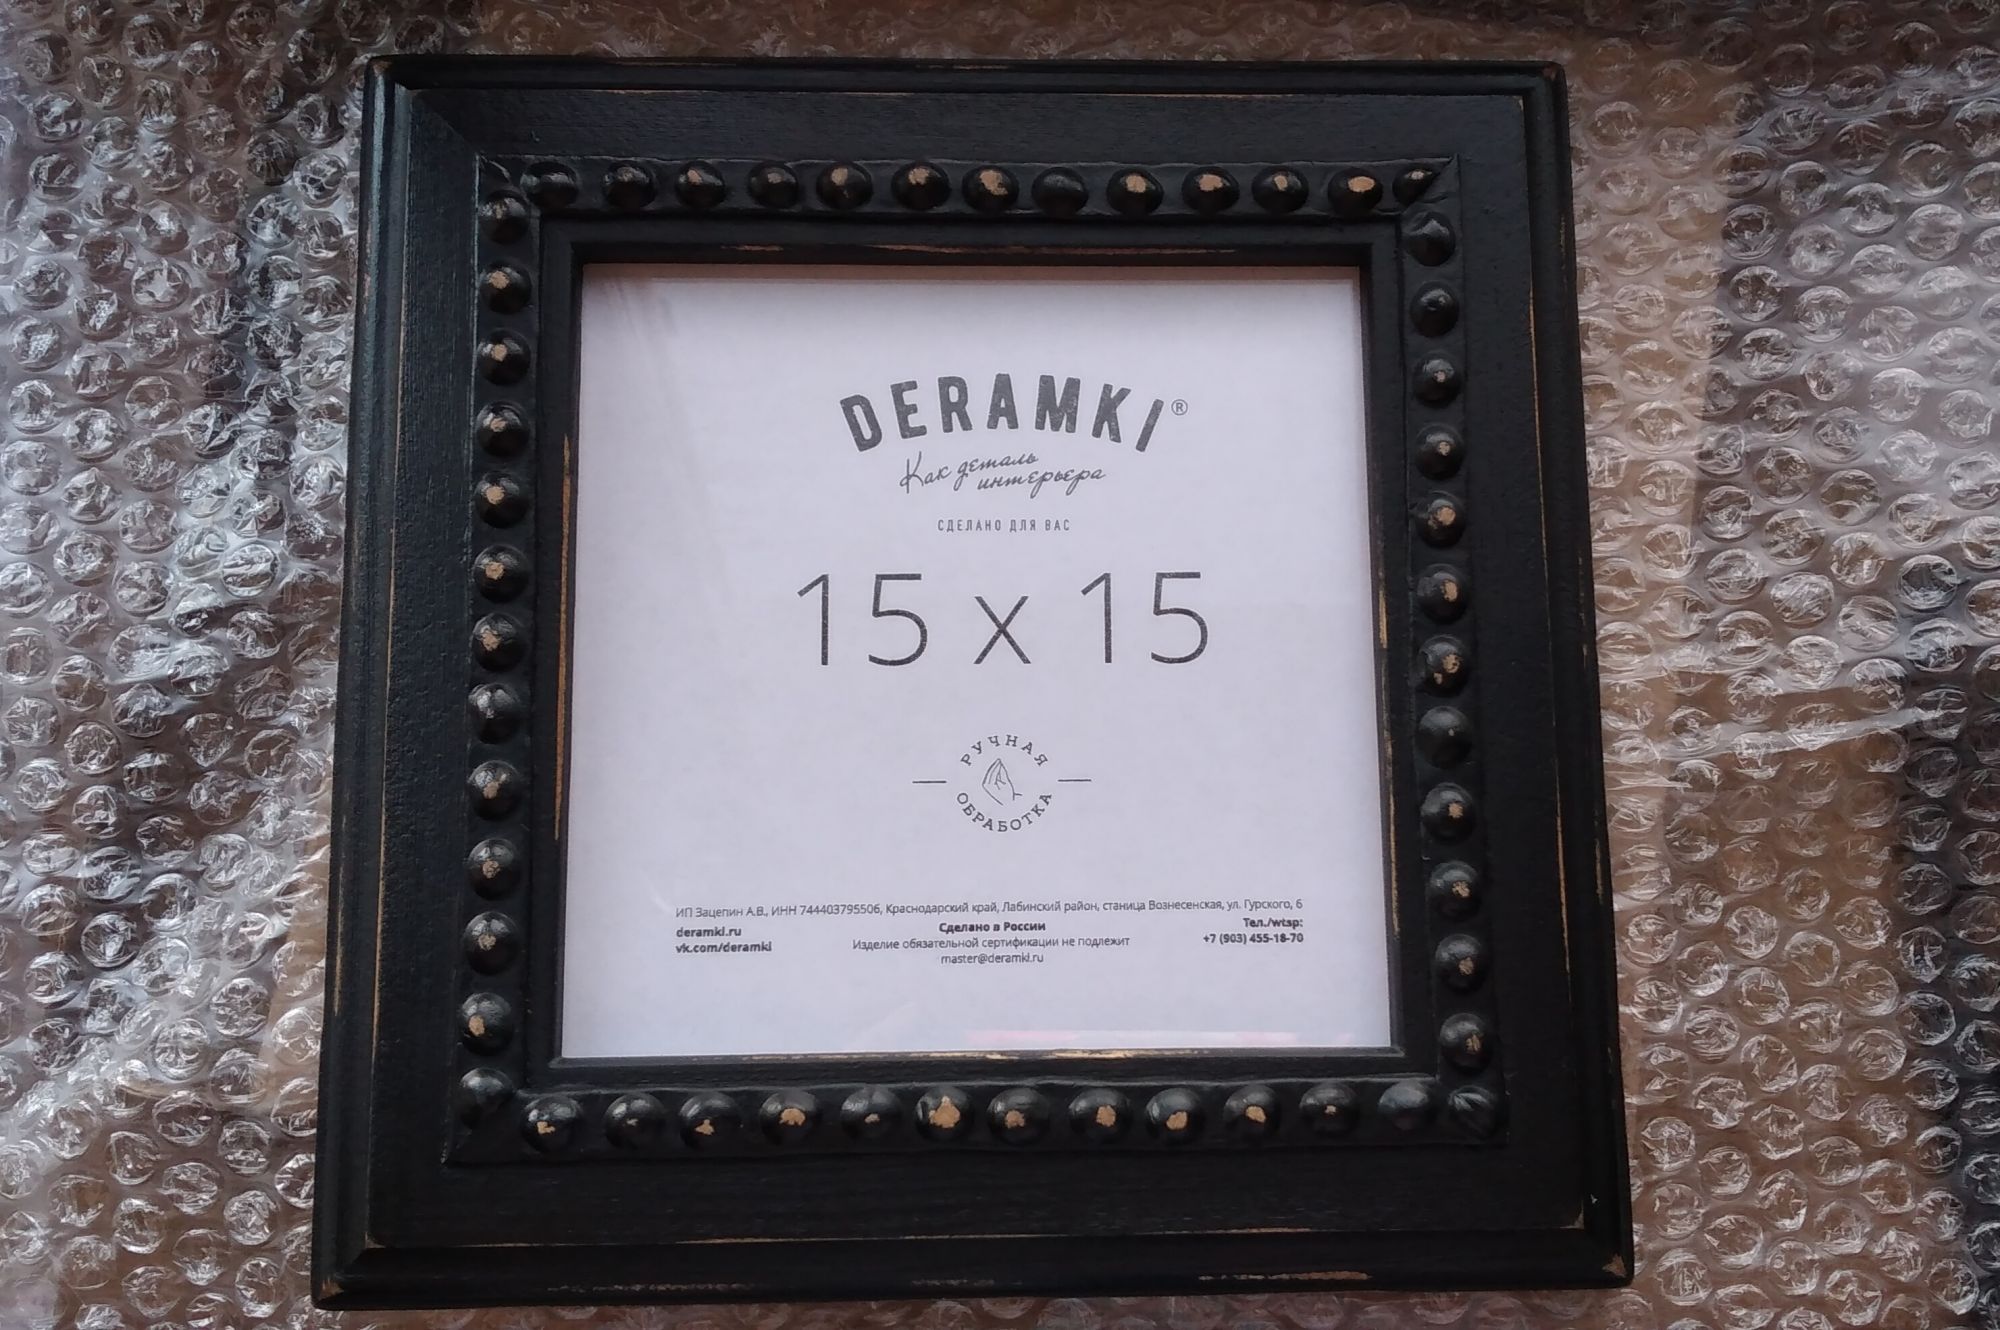 DERAMKI®
Как деталь
интерьера
СДЕЛАНО ДЛЯ ВАС
15 x 15
РУЧНАЯ
ОБРАБОТКА
ИП Зацепин А.В., ИНН 744403795506, Краснодарский край, Лабинский район, станица Вознесенская, ул. Гурского, 6
deramki.ru
vk.com/deramki
Сделано в России
Изделие обязательной сертификации не подлежит
master@deramki.ru
Тел./wtsp:
+7 (903) 455-18-70